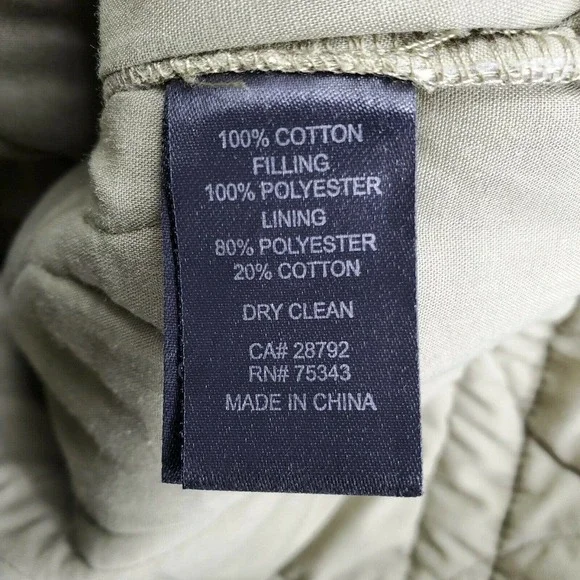 100% COTTON
FILLING
100% POLYESTER
LINING
80% POLYESTER
20% COTTON
DRY CLEAN
CA# 28792
RN# 75343
MADE IN CHINA